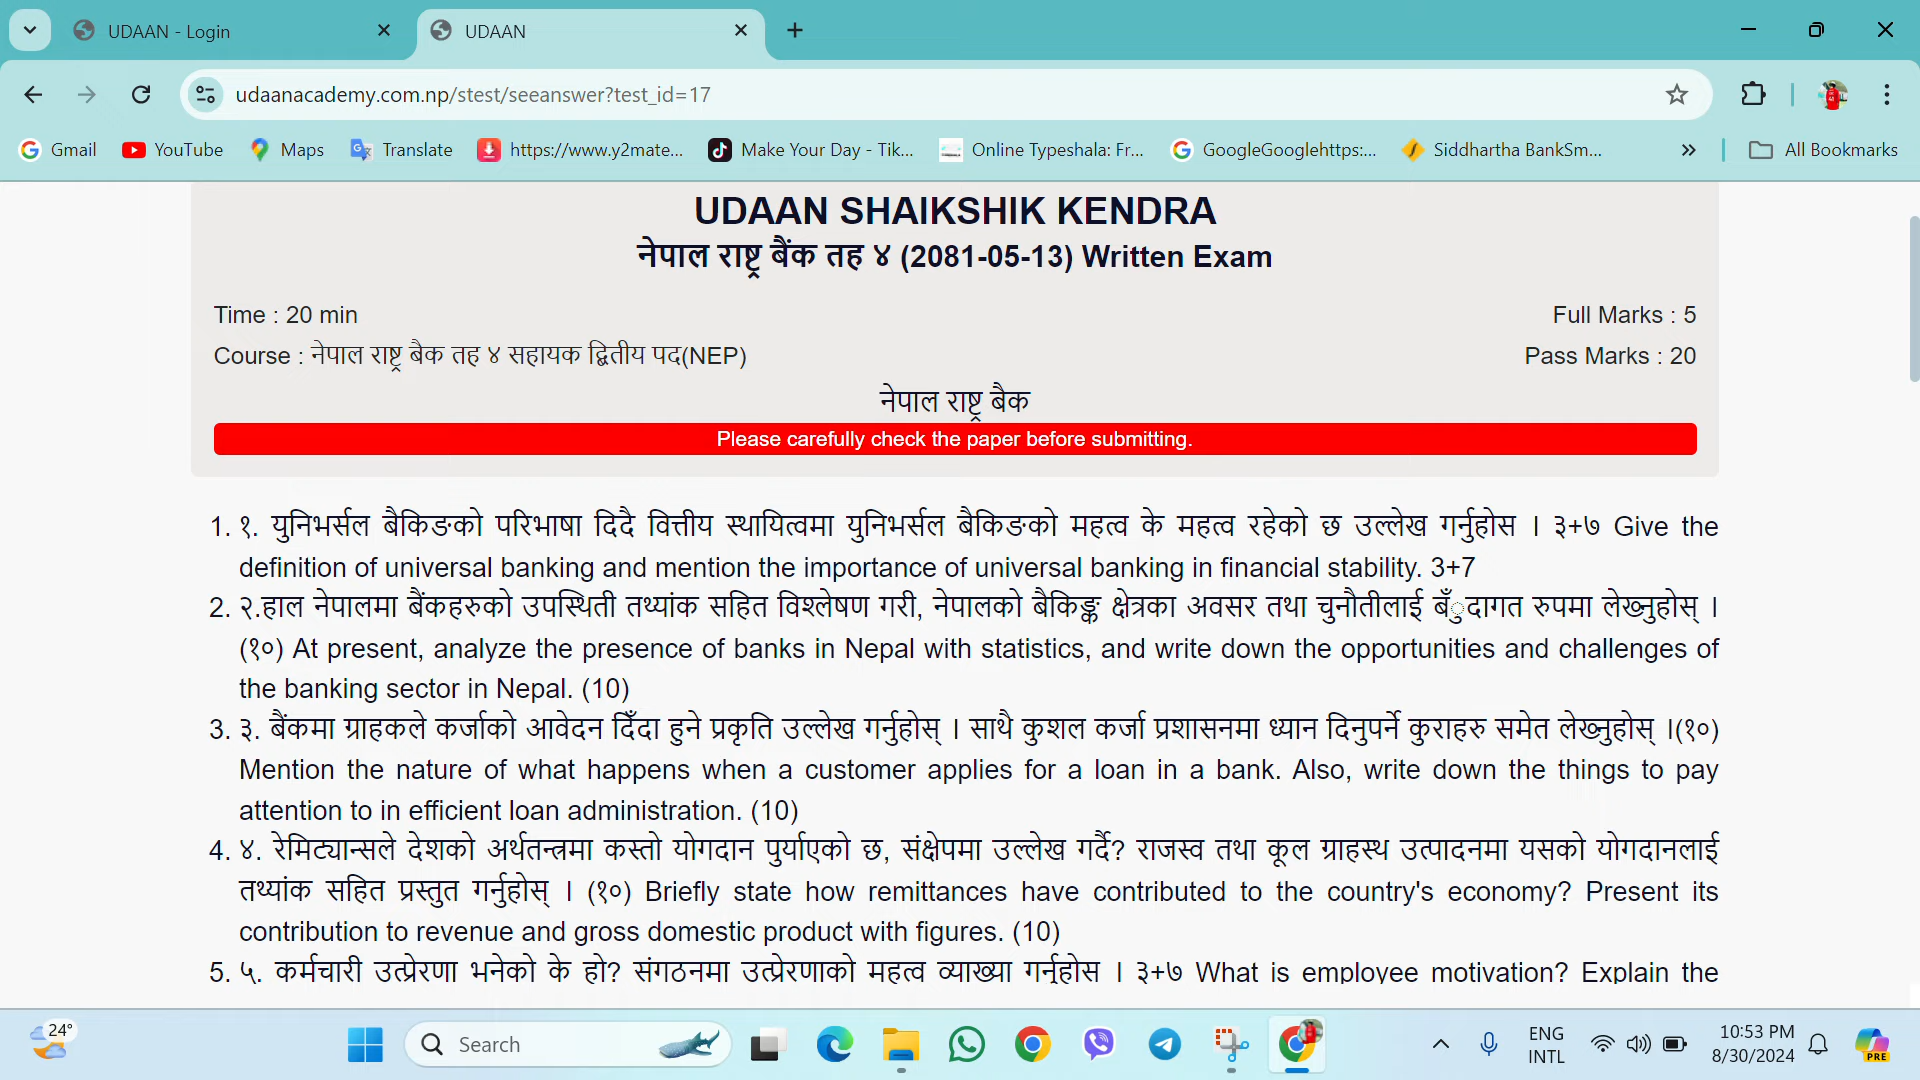 UDAAN - Login
UDAAN
udaanacademy.com.np/stest/seeanswer?test_id=17
Gmail YouTube Maps Translate https://www.y2mate... Make Your Day - Tik... Online Typeshala: Fr... GoogleGooglehttps:... Siddhartha BankSm... All Bookmarks
UDAAN SHAIKSHIK KENDRA
नेपाल राष्ट्र बैंक तह ४ (2081-05-13) Written Exam
Time : 20 min Full Marks : 5
Course : नेपाल राष्ट्र बैक तह ४ सहायक द्बितीय पद(NEP) Pass Marks : 20
नेपाल राष्ट्र बैक
Please carefully check the paper before submitting.
1. १. युनिभर्सल बैकिङको परिभाषा दिदै वित्तीय स्थायित्वमा युनिभर्सल बैकिङको महत्व के महत्व रहेको छ उल्लेख गर्नुहोस । ३+७ Give the
definition of universal banking and mention the importance of universal banking in financial stability. 3+7
2. २.हाल नेपालमा बैंकहरुको उपस्थिती तथ्यांक सहित विश्लेषण गरी, नेपालको बैकिङ्क क्षेत्रका अवसर तथा चुनौतीलाई बँुदागत रुपमा लेख्नुहोस् ।
(१०) At present, analyze the presence of banks in Nepal with statistics, and write down the opportunities and challenges of
the banking sector in Nepal. (10)
3. ३. बैंकमा ग्राहकले कर्जाको आवेदन दिँदा हुने प्रकृति उल्लेख गर्नुहोस् । साथै कुशल कर्जा प्रशासनमा ध्यान दिनुपर्ने कुराहरु समेत लेख्नुहोस् ।(१०)
Mention the nature of what happens when a customer applies for a loan in a bank. Also, write down the things to pay
attention to in efficient loan administration. (10)
4. ४. रेमिट्यान्सले देशको अर्थतन्त्रमा कस्तो योगदान पुर्याएको छ, संक्षेपमा उल्लेख गर्दै? राजस्व तथा कूल ग्राहस्थ उत्पादनमा यसको योगदानलाई
तथ्यांक सहित प्रस्तुत गर्नुहोस् । (१०) Briefly state how remittances have contributed to the country's economy? Present its
contribution to revenue and gross domestic product with figures. (10)
5. ५. कर्मचारी उत्प्रेरणा भनेको के हो? संगठनमा उत्प्रेरणाको महत्व व्याख्या गर्नुहोस । ३+७ What is employee motivation? Explain the
24°
Search
ENG
INTL
10:53 PM
8/30/2024
PRE